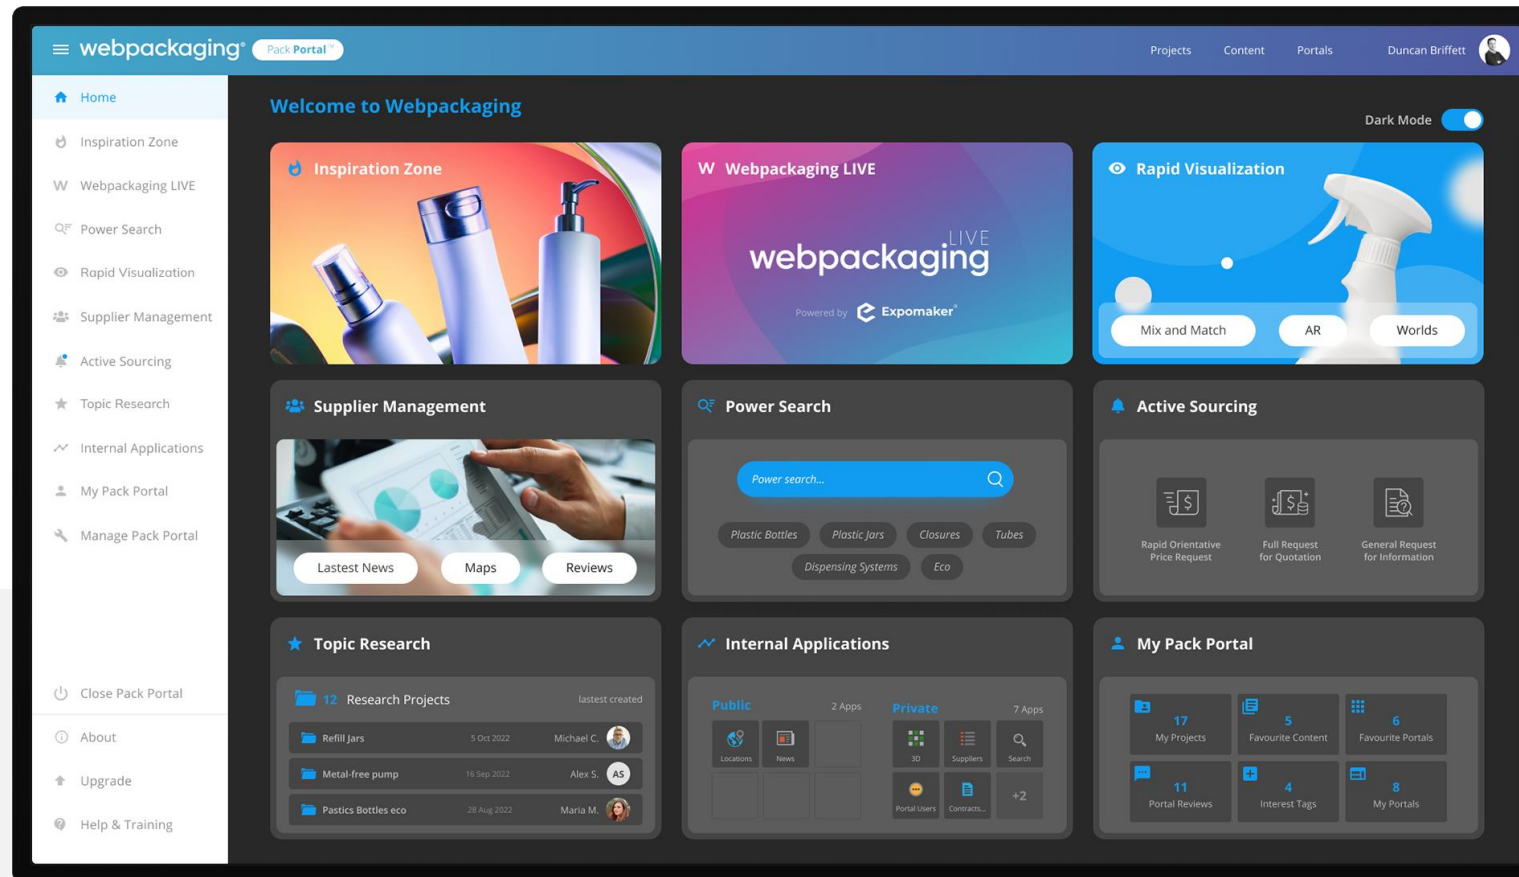 webpackaging® Pack Portal™
Projects Content Portals Duncan Briffett
Home
Inspiration Zone
Webpackaging LIVE
Power Search
Rapid Visualization
Supplier Management
Active Sourcing
Topic Research
Internal Applications
My Pack Portal
Manage Pack Portal
Close Pack Portal
About
Upgrade
Help & Training
Welcome to Webpackaging
Dark Mode
Inspiration Zone
W Webpackaging LIVE
LIVE
webpackaging
Powered by Expomaker®
Rapid Visualization
Mix and Match AR Worlds
Supplier Management
Lastest News Maps Reviews
Power Search
Power search...
Plastic Bottles Plastic Jars Closures Tubes
Dispensing Systems Eco
Active Sourcing
Rapid Orientative
Price Request
Full Request
for Quotation
General Request
for Information
Topic Research
12 Research Projects lastest created
Refill Jars 5 Oct 2022 Michael C.
Metal-free pump 16 Sep 2022 Alex S. AS
Pastics Bottles eco 28 Aug 2022 Maria M.
Internal Applications
Public 2 Apps
Locations News
Private 7 Apps
3D Suppliers Search
Portal Users Contracts... +2
My Pack Portal
17
My Projects
5
Favourite Content
6
Favourite Portals
11
Portal Reviews
4
Interest Tags
8
My Portals